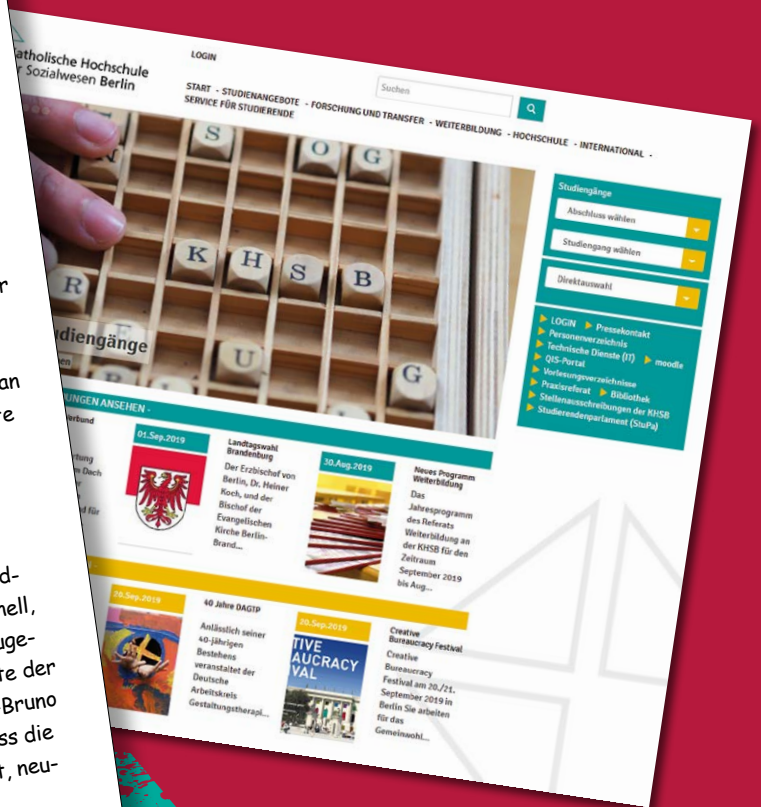 Katholische Hochschule
Sozialwesen Berlin
LOGIN
Suchen
START - STUDIENANGEBOTE - FORSCHUNG UND TRANSFER - WEITERBILDUNG - HOCHSCHULE - INTERNATIONAL -
SERVICE FÜR STUDIERENDE
S O G
K H S B
R
U
G
diengänge
Studiengänge
Abschluss wählen
Studiengang wählen
Direktauswahl
LOGIN Pressekontakt
Personenverzeichnis
Technische Dienste (IT) moodle
QIS-Portal
Vorlesungsverzeichnisse
Praxisreferat Bibliothek
Stellenausschreibungen der KHSB
Studierendenparlament (StuPa)
UNGEN ANSEHEN -
erbund
rtung
m Dach
d für
01.Sep.2019
Landtagswahl
Brandenburg
Der Erzbischof von
Berlin, Dr. Heiner
Koch, und der
Bischof der
Evangelischen
Kirche Berlin-
Brand...
30.Aug.2019
Neues Programm
Weiterbildung
Das
Jahresprogramm
des Referats
Weiterbildung an
der KHSB für den
Zeitraum
September 2019
bis Aug...
20.Sep.2019
40 Jahre DAGTP
Anlässlich seiner
40-jährigen
Bestehens
veranstaltet der
Deutsche
Arbeitskreis
Gestaltungstherapi...
20.Sep.2019
TIVE
AUCRACY
VAL
Creative
Bureaucracy Festival
Creative
Bureaucracy
Festival am 20./21.
September 2019 in
Berlin Sie arbeiten
für das
Gemeinwohl...
r
an
te
d-
nell,
uge-
te der
Bruno
ss die
t, neu-